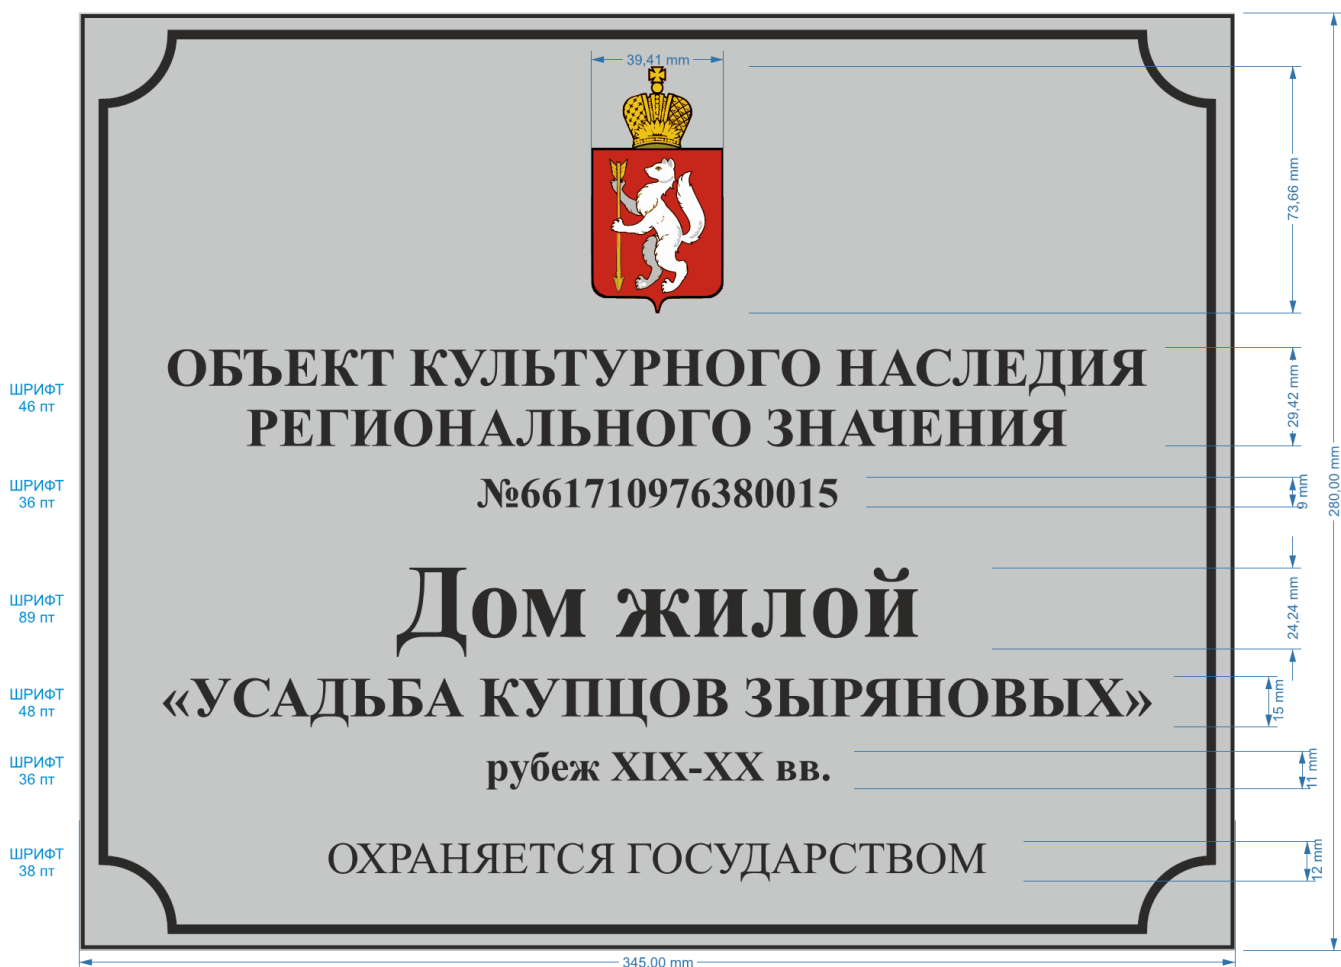 39,41 mm
73,66 mm
ОБЪЕКТ КУЛЬТУРНОГО НАСЛЕДИЯ
РЕГИОНАЛЬНОГО ЗНАЧЕНИЯ
ШРИФТ
46 пт
29,42 mm
№661710976380015
ШРИФТ
36 пт
9 mm
280,00 mm
Дом жилой
ШРИФТ
89 пт
24,24 mm
«УСАДЬБА КУПЦОВ ЗЫРЯНОВЫХ»
ШРИФТ
48 пт
15 mm
рубеж XIX-XX вв.
ШРИФТ
36 пт
11 mm
ОХРАНЯЕТСЯ ГОСУДАРСТВОМ
ШРИФТ
38 пт
12 mm
345,00 mm